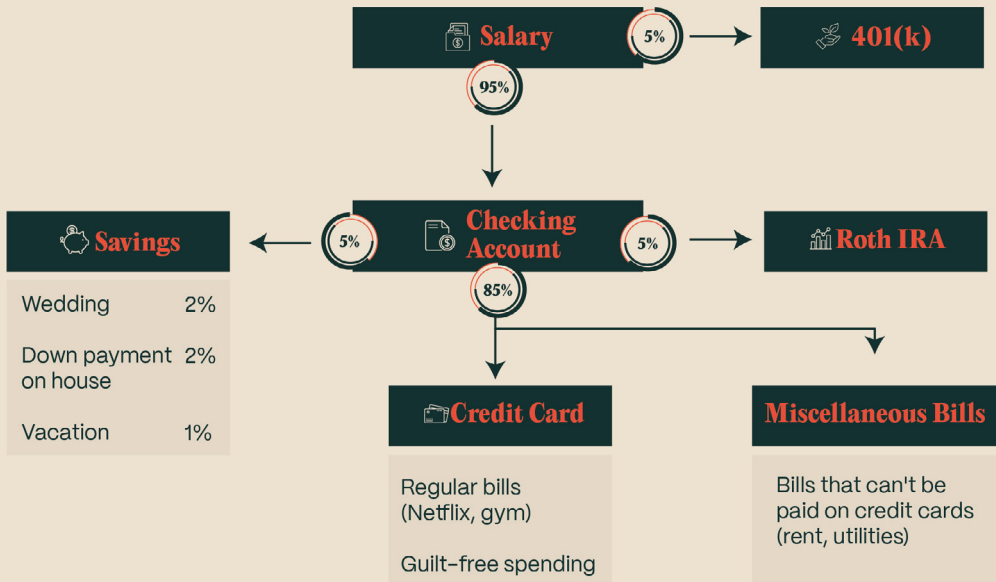 Salary
5%
401(k)
95%
Savings
5%
Checking
Account
5%
Roth IRA
85%
Wedding 2%
Down payment 2%
on house
Vacation 1%
Credit Card
Miscellaneous Bills
Regular bills
(Netflix, gym)
Guilt-free spending
Bills that can't be
paid on credit cards
(rent, utilities)